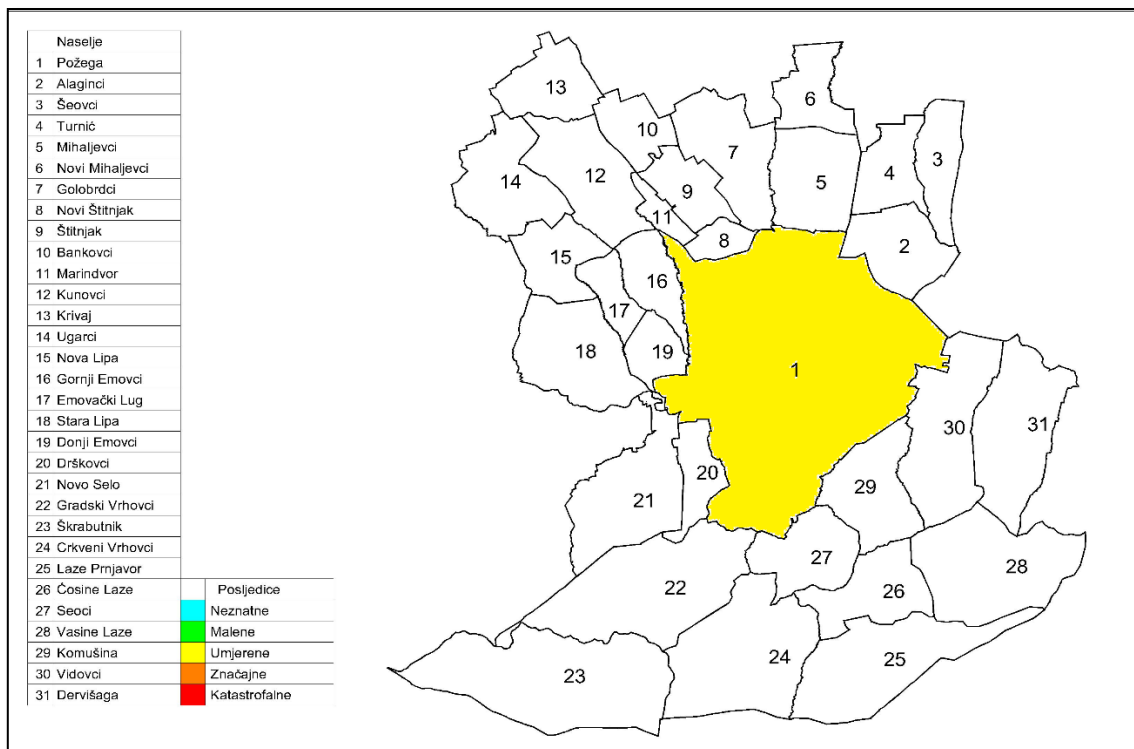 Naselje
1 Požega
2 Alaginci
3 Šeovci
4 Turnić
5 Mihaljevci
6 Novi Mihaljevci
7 Golobrdci
8 Novi Štitnjak
9 Štitnjak
10 Bankovci
11 Marindvor
12 Kunovci
13 Krivaj
14 Ugarci
15 Nova Lipa
16 Gornji Emovci
17 Emovački Lug
18 Stara Lipa
19 Donji Emovci
20 Drškovci
21 Novo Selo
22 Gradski Vrhovci
23 Škrabutnik
24 Crkveni Vrhovci
25 Laze Prnjavor
26 Ćosine Laze
27 Seoci
28 Vasine Laze
29 Komušina
30 Vidovci
31 Dervišaga
Posljedice
Neznatne
Malene
Umjerene
Značajne
Katastrofalne
13
6
10
7
3
12
9
5
4
14
11
8
2
15
16
17
18
19
1
30
31
20
21
29
27
28
22
26
24
25
23